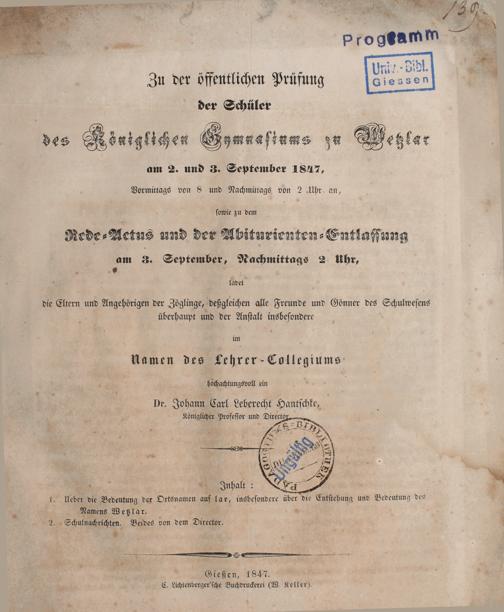 139.
Programm
Univ.-Bibl.
Giessen
Zu der öffentlichen Prüfung
der Schüler
des Königlichen Gymnasiums zu Wetzlar
am 2. und 3. September 1847,
Vormittags von 8 und Nachmittags von 2 Uhr an,
sowie zu dem
Rede-Actus und der Abiturienten-Entlassung
am 3. September, Nachmittags 2 Uhr,
ladet
die Eltern und Angehörigen der Zöglinge, deßgleichen alle Freunde und Gönner des Schulwesens
überhaupt und der Anstalt insbesondere
im
Namen des Lehrer-Collegiums
hochachtungsvoll ein
Dr. Johann Carl Leberecht Hantschke,
Königlicher Professor und Director.
PÄDAGOGIUMS-BIBLIOTHEK
Ungültig
Inhalt:
1. Ueber die Bedeutung der Ortsnamen auf lar, insbesondere über die Entstehung und Bedeutung des
Namens Wetzlar.
2. Schulnachrichten. Beides von dem Director.
Gießen, 1847.
C. Lichtenberger'sche Buchdruckerei (W. Keller).